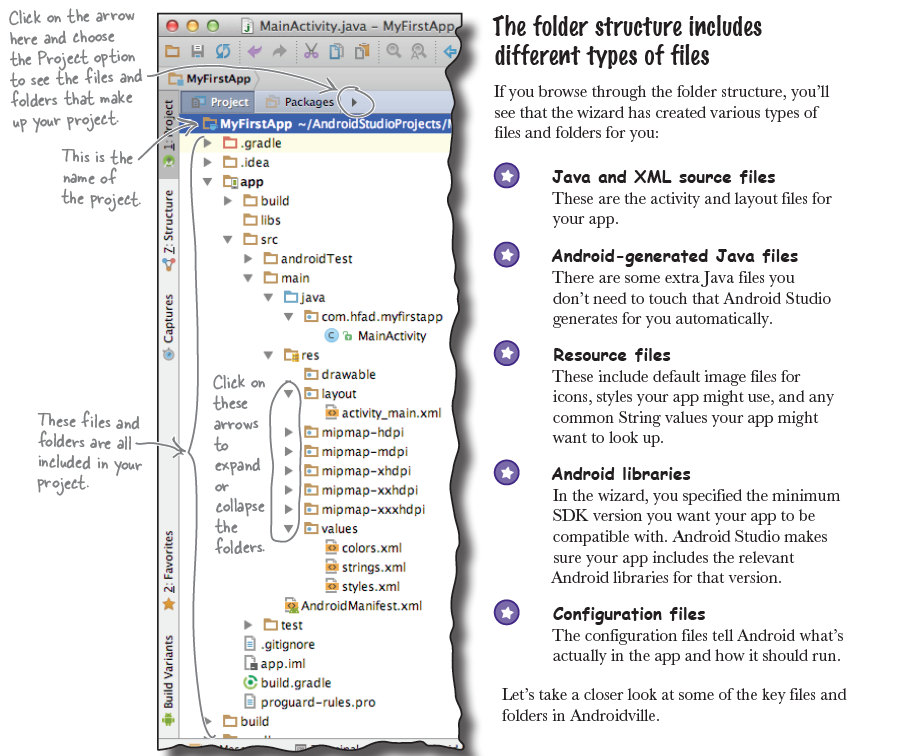 Click on the arrow
here and choose
the Project option
to see the files and
folders that make
up your project.
This is the
name of
the project.
These files and
folders are all
included in your
project.
MainActivity.java – MyFirstApp
MyFirstApp
Project
Packages
MyFirstApp ~/AndroidStudioProjects/
.gradle
.idea
app
build
libs
src
androidTest
main
java
com.hfad.myfirstapp
MainActivity
res
drawable
layout
activity_main.xml
mipmap-hdpi
mipmap-mdpi
mipmap-xhdpi
mipmap-xxhdpi
mipmap-xxxhdpi
values
colors.xml
strings.xml
styles.xml
AndroidManifest.xml
test
.gitignore
app.iml
build.gradle
proguard-rules.pro
build
1: Project
7: Structure
Captures
2: Favorites
Build Variants
Click on
these
arrows
to
expand
or
collapse
the
folders.
The folder structure includes
different types of files
If you browse through the folder structure, you'll
see that the wizard has created various types of
files and folders for you:
Java and XML source files
These are the activity and layout files for
your app.
Android-generated Java files
There are some extra Java files you
don't need to touch that Android Studio
generates for you automatically.
Resource files
These include default image files for
icons, styles your app might use, and any
common String values your app might
want to look up.
Android libraries
In the wizard, you specified the minimum
SDK version you want your app to be
compatible with. Android Studio makes
sure your app includes the relevant
Android libraries for that version.
Configuration files
The configuration files tell Android what's
actually in the app and how it should run.
Let's take a closer look at some of the key files and
folders in Androidville.